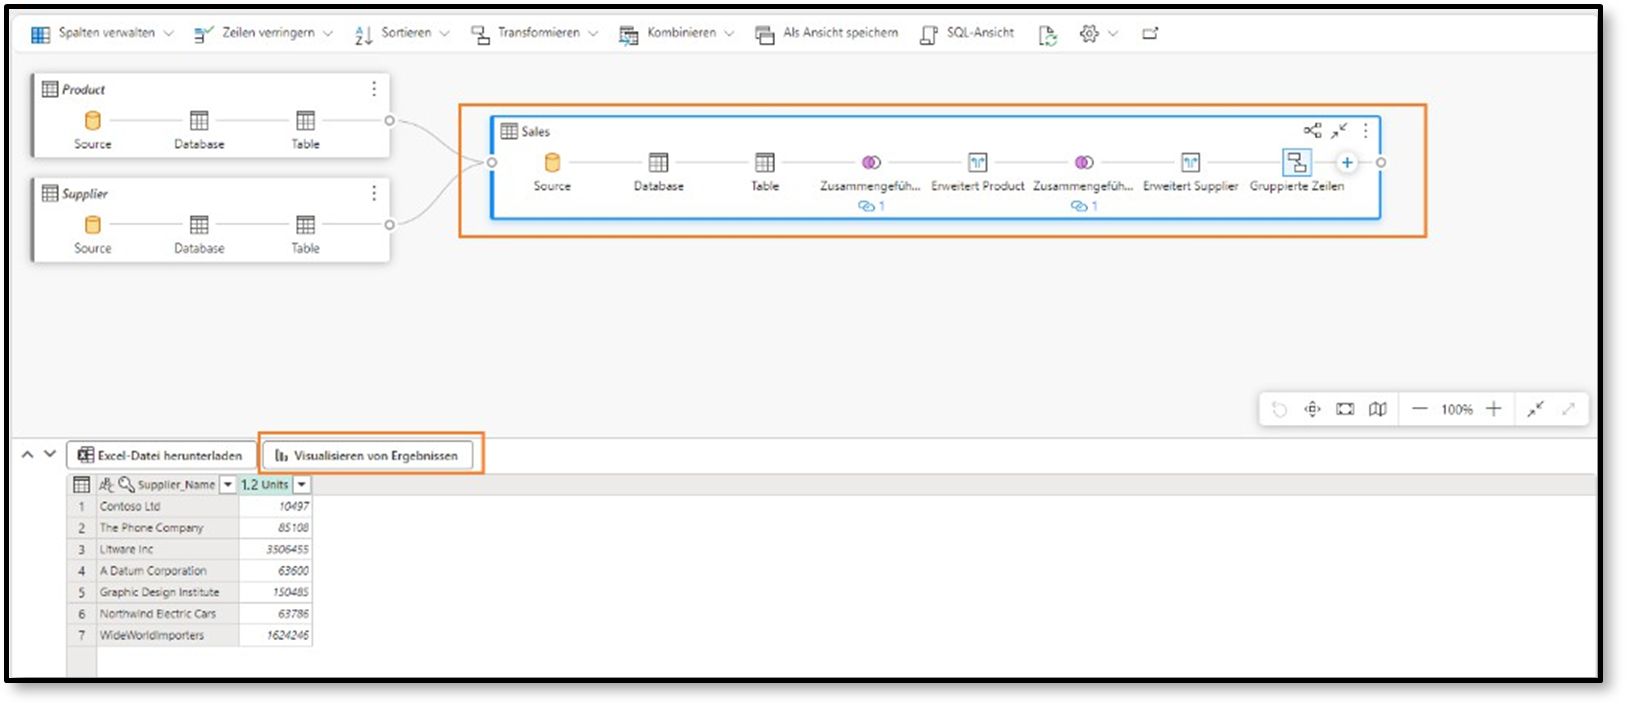 Spalten verwalten Zeilen verringern Sortieren Transformieren Kombinieren Als Ansicht speichern SQL-Ansicht
Product
Source Database Table
Supplier
Source Database Table
Sales
Source Database Table Zusammengefüh... Erweitert Product Zusammengefüh... Erweitert Supplier Gruppierte Zeilen
1 1
100%
Excel-Datei herunterladen Visualisieren von Ergebnissen
Supplier_Name 1.2 Units
1 Contoso Ltd 10497
2 The Phone Company 85108
3 Litware Inc 3506455
4 A Datum Corporation 63600
5 Graphic Design Institute 150485
6 Northwind Electric Cars 63786
7 WideWorldImporters 1624246